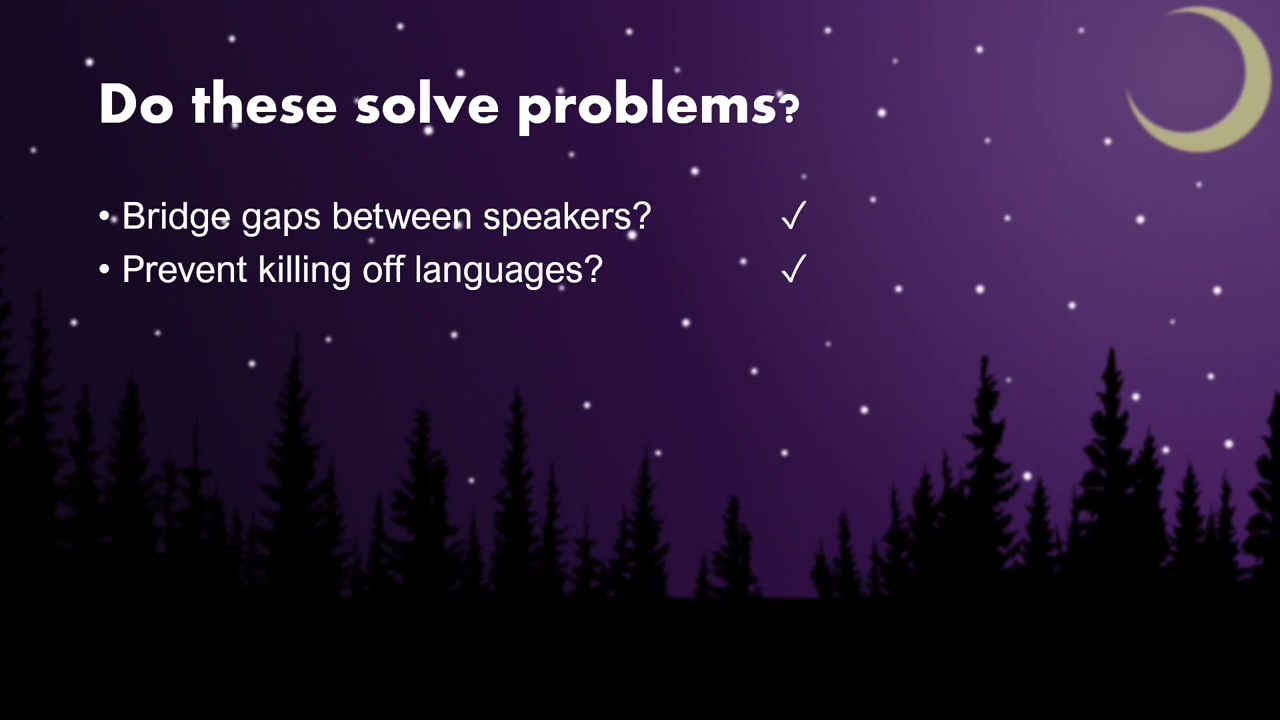 Do these solve problems?
• Bridge gaps between speakers? ✓
• Prevent killing off languages? ✓